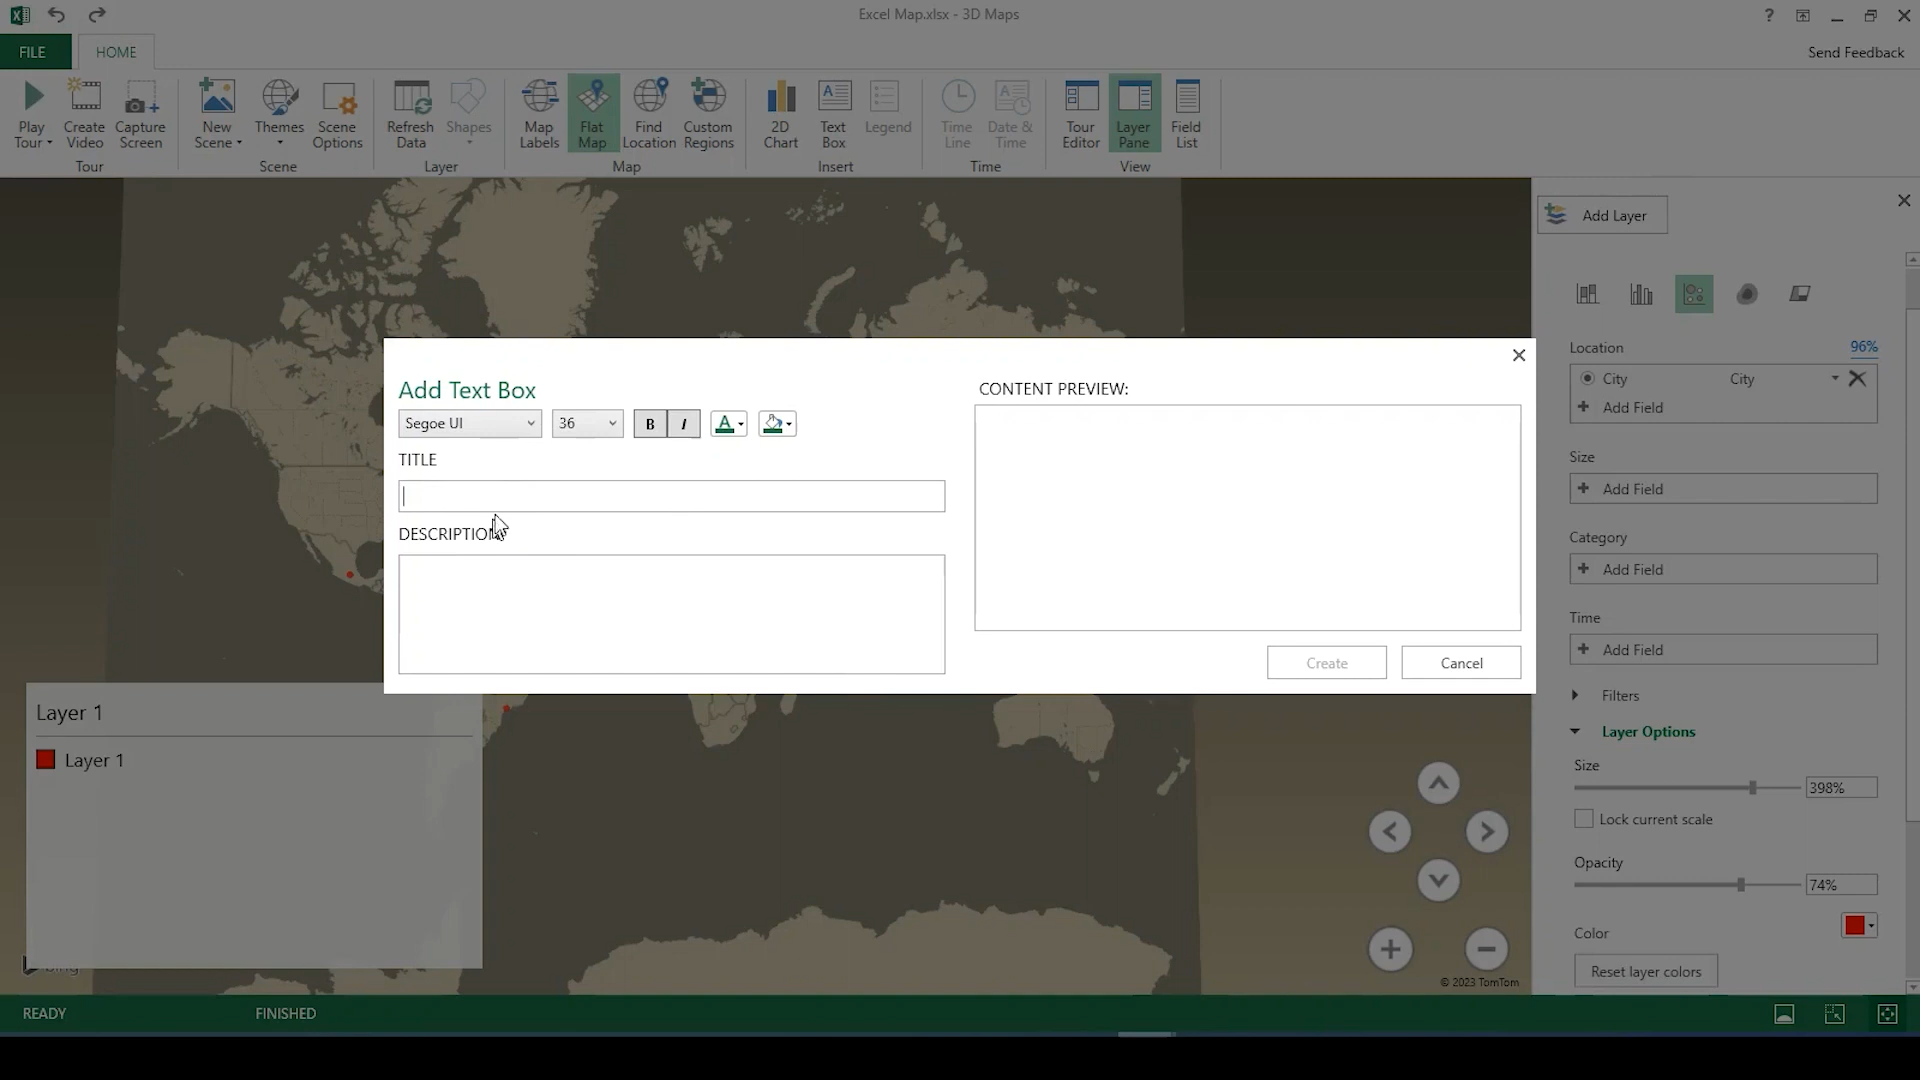 Excel Map.xlsx - 3D Maps
?
FILE
HOME
Send Feedback
Play Tour
Create Video
Capture Screen
New Scene
Themes
Scene Options
Refresh Data
Shapes
Map Labels
Flat Map
Find Location
Custom Regions
2D Chart
Text Box
Legend
Time Line
Date & Time
Tour Editor
Layer Pane
Field List
Tour
Scene
Layer
Map
Insert
Time
View
Add Layer
Location
96%
City
City
Add Field
Size
Add Field
Category
Add Field
Time
Add Field
Filters
Layer Options
Size
398%
Lock current scale
Opacity
74%
Color
Reset layer colors
Add Text Box
Segoe UI
36
B
I
A
TITLE
DESCRIPTION
CONTENT PREVIEW:
Create
Cancel
Layer 1
Layer 1
© 2023 TomTom
READY
FINISHED